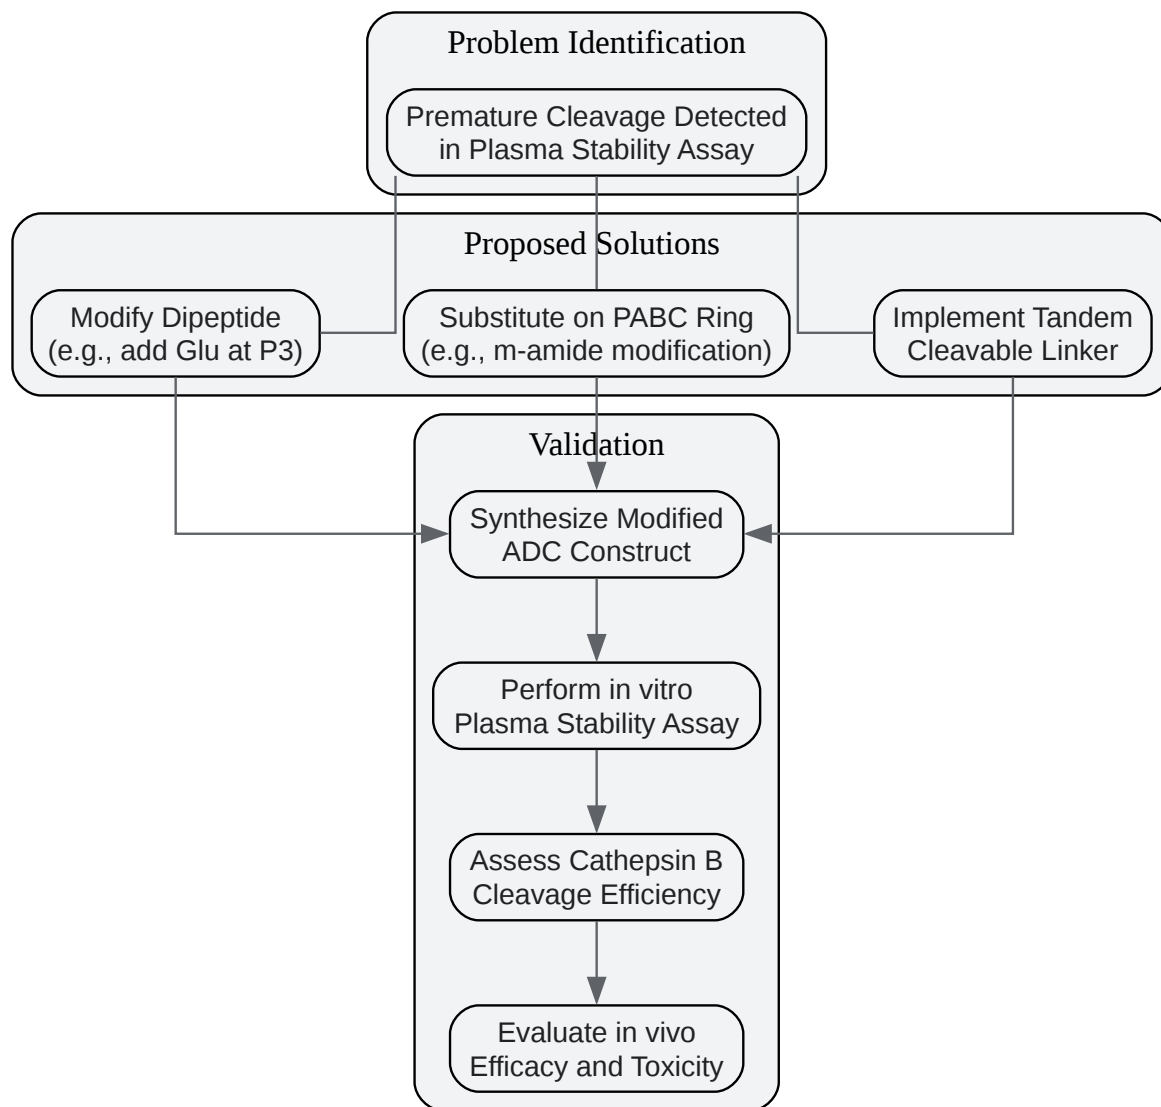 Problem Identification
Premature Cleavage Detected
in Plasma Stability Assay
Proposed Solutions
Modify Dipeptide
(e.g., add Glu at P3)
Substitute on PABC Ring
(e.g., m-amide modification)
Implement Tandem
Cleavable Linker
Validation
Synthesize Modified
ADC Construct
Perform in vitro
Plasma Stability Assay
Assess Cathepsin B
Cleavage Efficiency
Evaluate in vivo
Efficacy and Toxicity